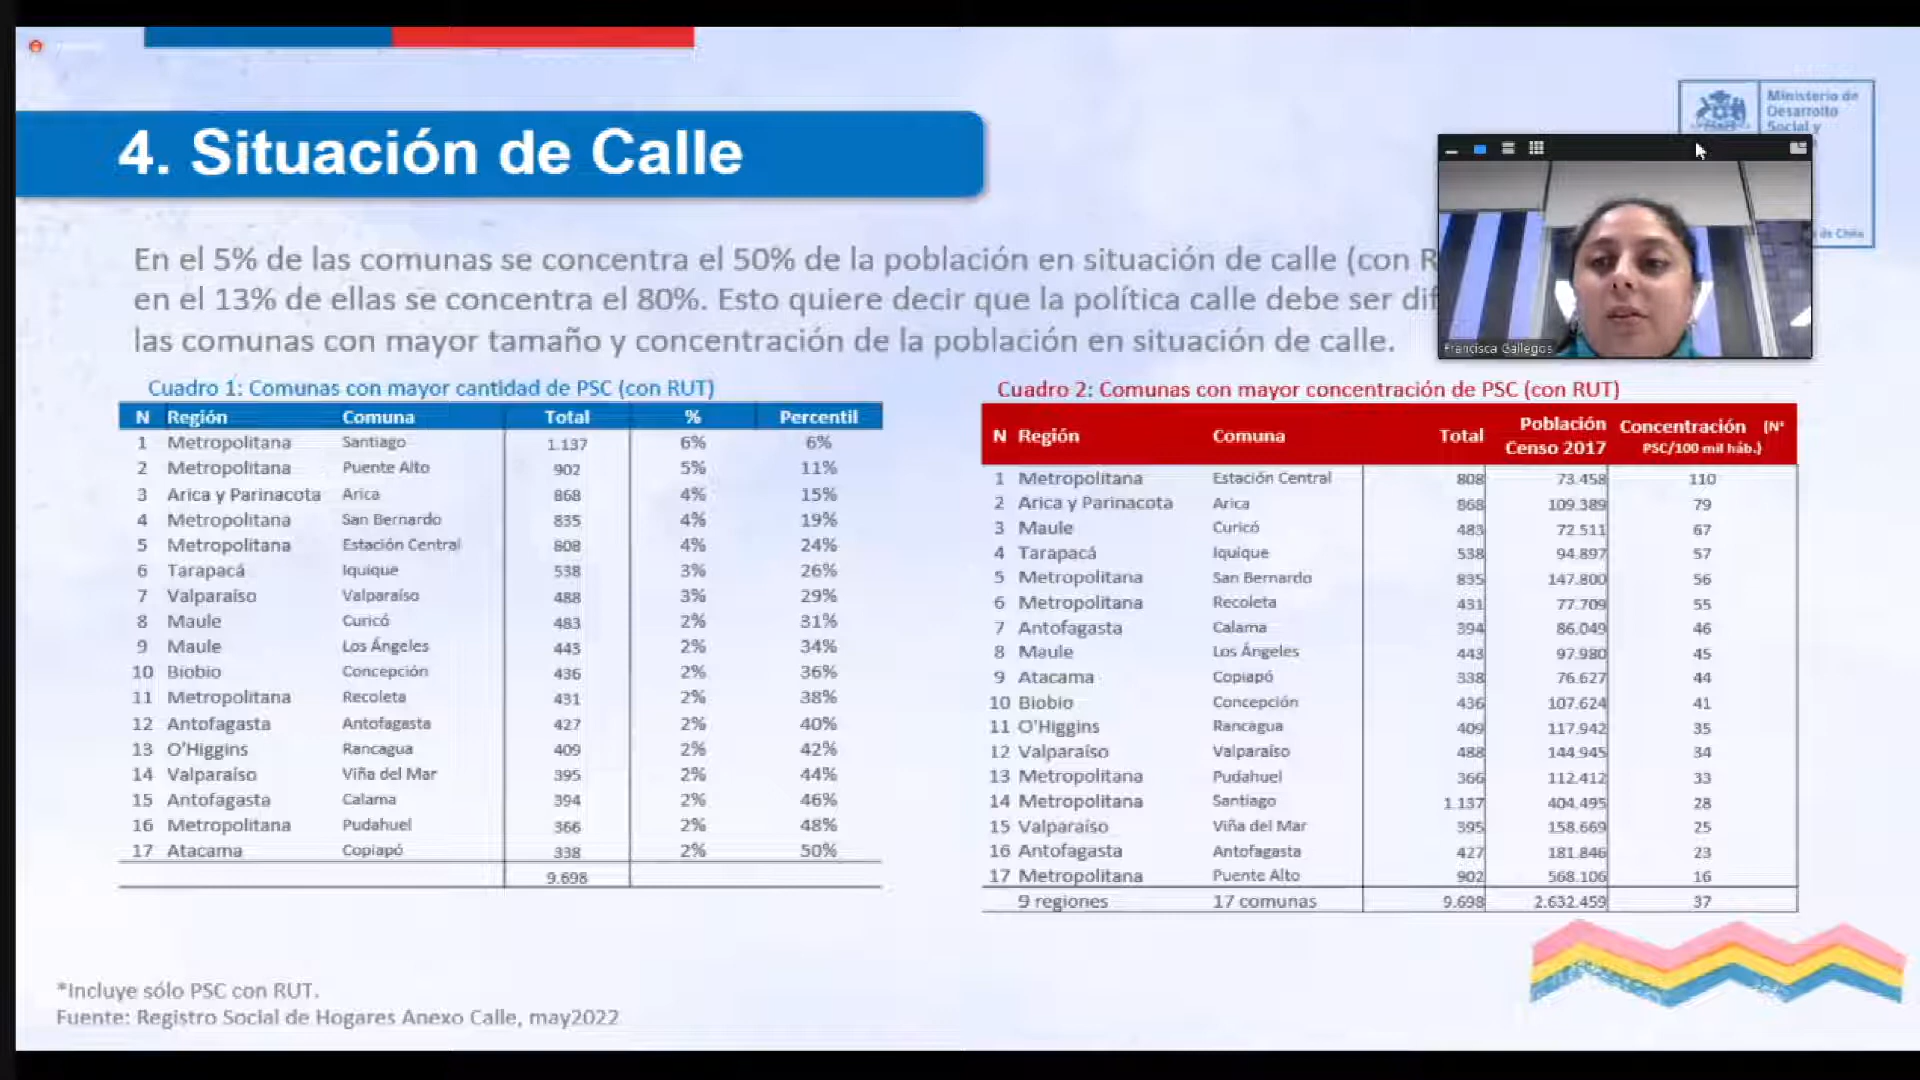 Ministerio de
Desarrollo
Social y
de Chile
4. Situación de Calle
En el 5% de las comunas se concentra el 50% de la población en situación de calle (con R
en el 13% de ellas se concentra el 80%. Esto quiere decir que la política calle debe ser dif
las comunas con mayor tamaño y concentración de la población en situación de calle.
Francisca Gallegos
Cuadro 1: Comunas con mayor cantidad de PSC (con RUT)
N Región Comuna Total % Percentil
1 Metropolitana Santiago 1.137 6% 6%
2 Metropolitana Puente Alto 902 5% 11%
3 Arica y Parinacota Arica 868 4% 15%
4 Metropolitana San Bernardo 835 4% 19%
5 Metropolitana Estación Central 808 4% 24%
6 Tarapacá Iquique 538 3% 26%
7 Valparaíso Valparaíso 488 3% 29%
8 Maule Curicó 483 2% 31%
9 Maule Los Ángeles 443 2% 34%
10 Biobio Concepción 436 2% 36%
11 Metropolitana Recoleta 431 2% 38%
12 Antofagasta Antofagasta 427 2% 40%
13 O'Higgins Rancagua 409 2% 42%
14 Valparaíso Viña del Mar 395 2% 44%
15 Antofagasta Calama 394 2% 46%
16 Metropolitana Pudahuel 366 2% 48%
17 Atacama Copiapó 338 2% 50%
9.698
Cuadro 2: Comunas con mayor concentración de PSC (con RUT)
N Región Comuna Total Población Censo 2017 Concentración (N° PSC/100 mil háb.)
1 Metropolitana Estación Central 808 73.458 110
2 Arica y Parinacota Arica 868 109.389 79
3 Maule Curicó 483 72.511 67
4 Tarapacá Iquique 538 94.897 57
5 Metropolitana San Bernardo 835 147.800 56
6 Metropolitana Recoleta 431 77.709 55
7 Antofagasta Calama 394 86.049 46
8 Maule Los Ángeles 443 97.980 45
9 Atacama Copiapó 338 76.627 44
10 Biobio Concepción 436 107.624 41
11 O'Higgins Rancagua 409 117.942 35
12 Valparaíso Valparaíso 488 144.945 34
13 Metropolitana Pudahuel 366 112.412 33
14 Metropolitana Santiago 1.137 404.495 28
15 Valparaíso Viña del Mar 395 158.669 25
16 Antofagasta Antofagasta 427 181.846 23
17 Metropolitana Puente Alto 902 568.106 16
9 regiones 17 comunas 9.698 2.632.459 37
*Incluye sólo PSC con RUT.
Fuente: Registro Social de Hogares Anexo Calle, may2022